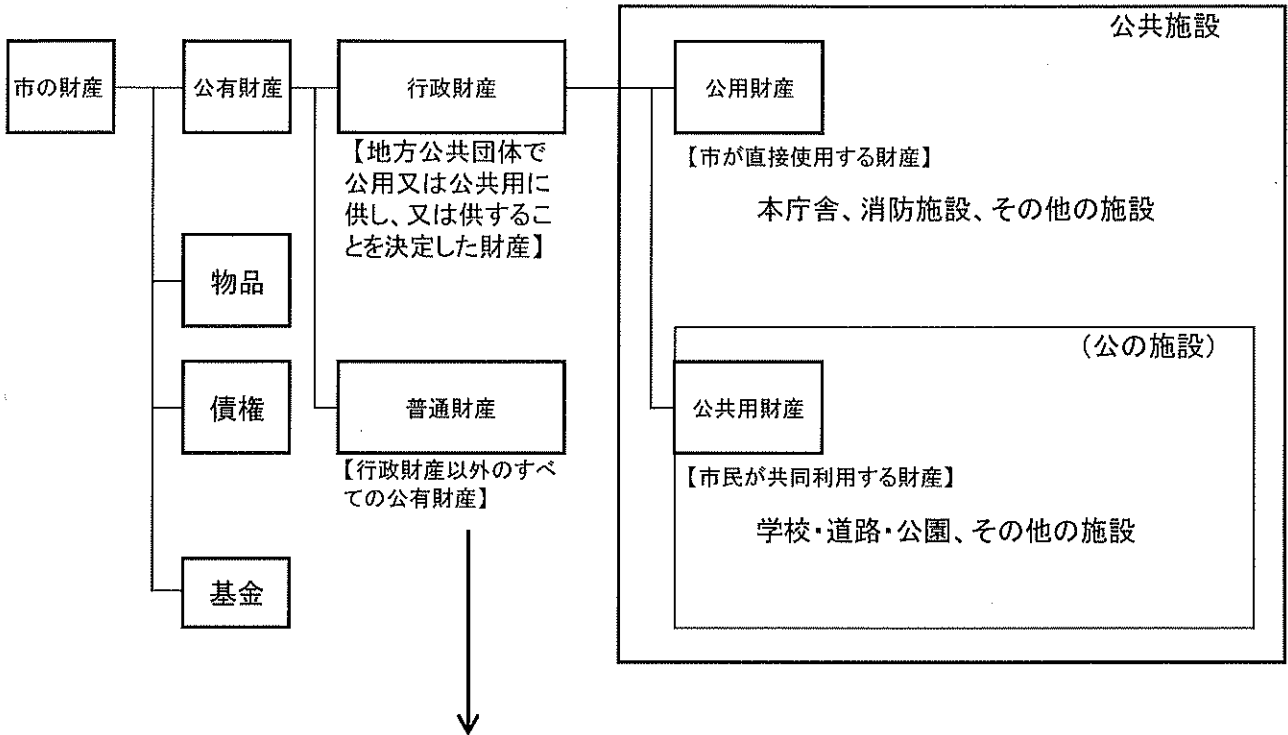 公共施設
市の財産
公有財産
行政財産
公用財産
【地方公共団体で
公用又は公共用に
供し、又は供するこ
とを決定した財産】
【市が直接使用する財産】
本庁舎、消防施設、その他の施設
物品
(公の施設)
債権
普通財産
公共用財産
【行政財産以外のすべ
ての公有財産】
【市民が共同利用する財産】
学校・道路・公園、その他の施設
基金